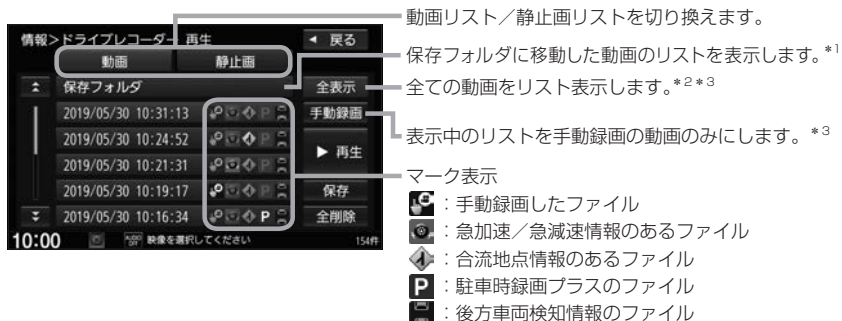 情報>ドライブレコーダー 再生
戻る
動画
静止画
保存フォルダ
全表示
2019/05/30 10:31:13
手動録画
2019/05/30 10:24:52
2019/05/30 10:21:31
▶ 再生
2019/05/30 10:19:17
保存
2019/05/30 10:16:34
P
全削除
10:00
AUDIO OFF
映像を選択してください
154件
動画リスト/静止画リストを切り換えます。
保存フォルダに移動した動画のリストを表示します。*1
全ての動画をリスト表示します。*2*3
表示中のリストを手動録画の動画のみにします。*3
マーク表示
:手動録画したファイル
:急加速/急減速情報のあるファイル
:合流地点情報のあるファイル
P:駐車時録画プラスのファイル
:後方車両検知情報のファイル